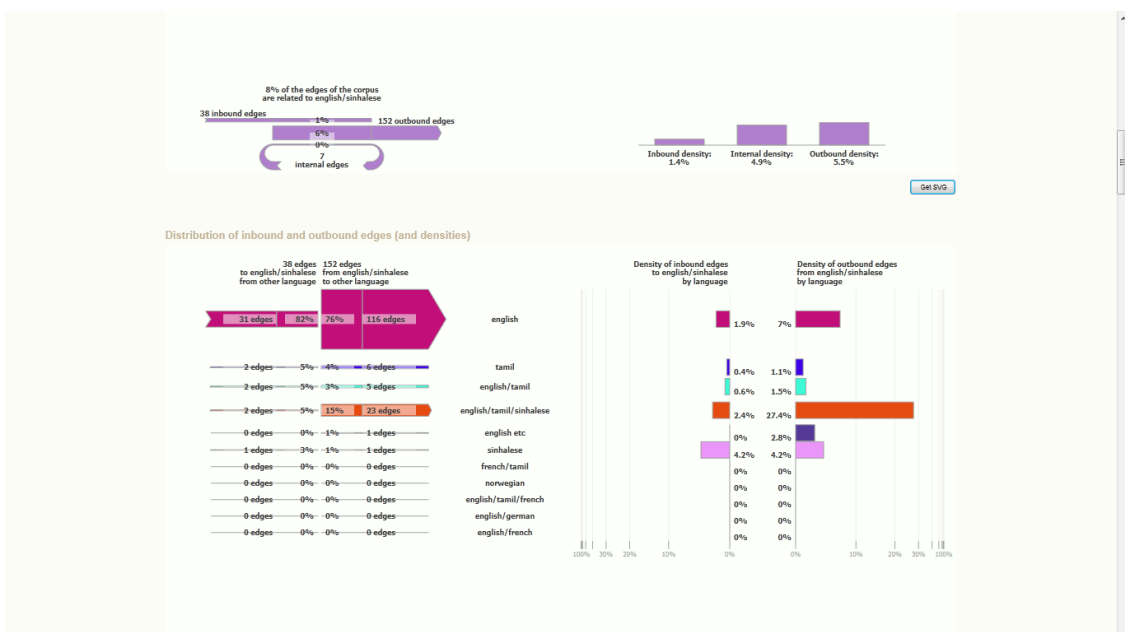 8% of the edges of the corpus
are related to english/sinhalese
38 inbound edges
1%
152 outbound edges
6%
0%
7
internal edges
Inbound density:
1.4%
Internal density:
4.9%
Outbound density:
5.5%
Get SVG
Distribution of inbound and outbound edges (and densities)
38 edges
to english/sinhalese
from other language
152 edges
from english/sinhalese
to other language
Density of inbound edges
to english/sinhalese
by language
Density of outbound edges
from english/sinhalese
by language
31 edges 82% 76% 116 edges english 1.9% 7%
2 edges 5% 4% 6 edges tamil 0.4% 1.1%
2 edges 5% 3% 5 edges english/tamil 0.6% 1.5%
2 edges 5% 15% 23 edges english/tamil/sinhalese 2.4% 27.4%
0 edges 0% 1% 1 edges english etc 0% 2.8%
1 edges 3% 1% 1 edges sinhalese 4.2% 4.2%
0 edges 0% 0% 0 edges french/tamil 0% 0%
0 edges 0% 0% 0 edges norwegian 0% 0%
0 edges 0% 0% 0 edges english/tamil/french 0% 0%
0 edges 0% 0% 0 edges english/german 0% 0%
0 edges 0% 0% 0 edges english/french 0% 0%
100% 30% 20% 10% 0% 0% 10% 20% 30% 100%